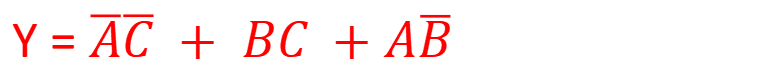 Y = A̅C̅ + BC + AB̅